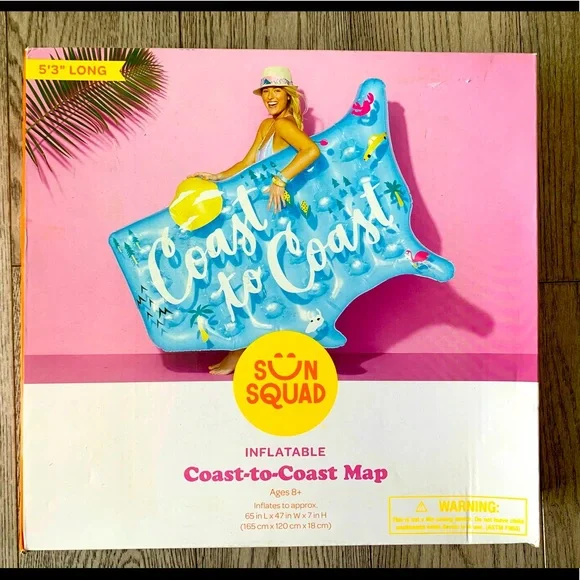 5'3" LONG
Coast
to Coast
SUN
SQUAD
INFLATABLE
Coast-to-Coast Map
Ages 8+
Inflates to approx.
65 in L x 47 in W x 7 in H
(165 cm x 120 cm x 18 cm)
WARNING: